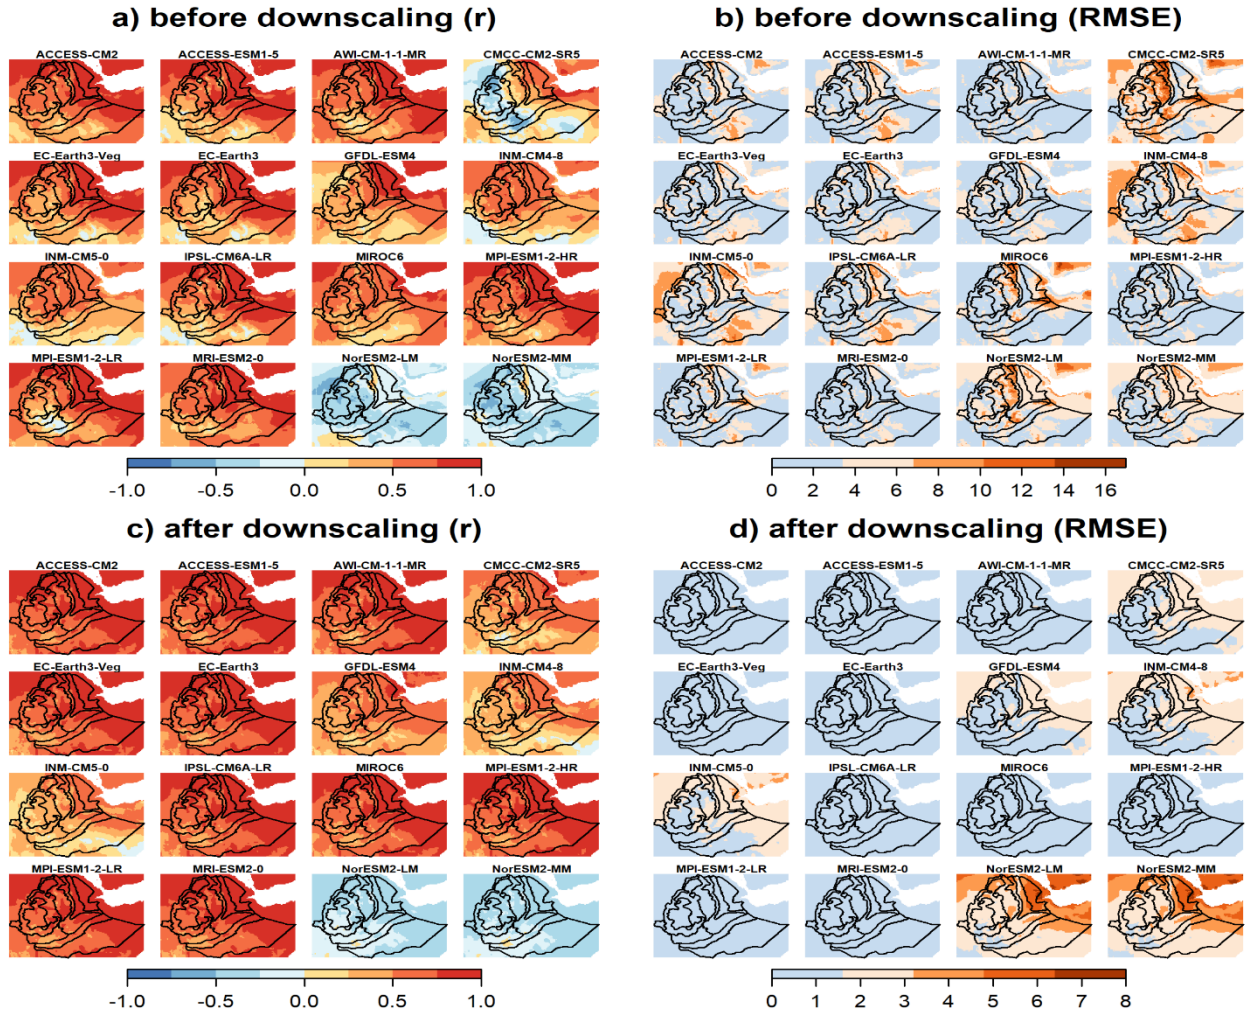 a) before downscaling (r)
ACCESS-CM2 ACCESS-ESM1-5 AWI-CM-1-1-MR CMCC-CM2-SR5
EC-Earth3-Veg EC-Earth3 GFDL-ESM4 INM-CM4-8
INM-CM5-0 IPSL-CM6A-LR MIROC6 MPI-ESM1-2-HR
MPI-ESM1-2-LR MRI-ESM2-0 NorESM2-LM NorESM2-MM
-1.0 -0.5 0.0 0.5 1.0
b) before downscaling (RMSE)
ACCESS-CM2 ACCESS-ESM1-5 AWI-CM-1-1-MR CMCC-CM2-SR5
EC-Earth3-Veg EC-Earth3 GFDL-ESM4 INM-CM4-8
INM-CM5-0 IPSL-CM6A-LR MIROC6 MPI-ESM1-2-HR
MPI-ESM1-2-LR MRI-ESM2-0 NorESM2-LM NorESM2-MM
0 2 4 6 8 10 12 14 16
c) after downscaling (r)
ACCESS-CM2 ACCESS-ESM1-5 AWI-CM-1-1-MR CMCC-CM2-SR5
EC-Earth3-Veg EC-Earth3 GFDL-ESM4 INM-CM4-8
INM-CM5-0 IPSL-CM6A-LR MIROC6 MPI-ESM1-2-HR
MPI-ESM1-2-LR MRI-ESM2-0 NorESM2-LM NorESM2-MM
-1.0 -0.5 0.0 0.5 1.0
d) after downscaling (RMSE)
ACCESS-CM2 ACCESS-ESM1-5 AWI-CM-1-1-MR CMCC-CM2-SR5
EC-Earth3-Veg EC-Earth3 GFDL-ESM4 INM-CM4-8
INM-CM5-0 IPSL-CM6A-LR MIROC6 MPI-ESM1-2-HR
MPI-ESM1-2-LR MRI-ESM2-0 NorESM2-LM NorESM2-MM
0 1 2 3 4 5 6 7 8